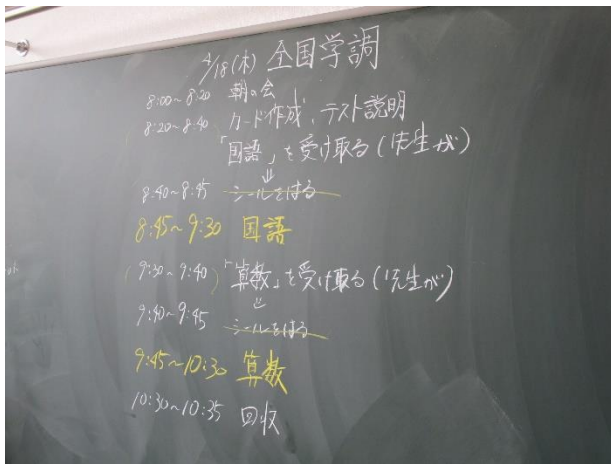 4/18(木) 全国学調
8:00~8:20 朝の会
8:20~8:40 カード作成、テスト説明
「国語」を受け取る(先生が)
↓
8:40~8:45 シールをはる
8:45~9:30 国語
(9:30~9:40)「算数」を受け取る(先生が)
↓
9:40~9:45 シールをはる
9:45~10:30 算数
10:30~10:35 回収